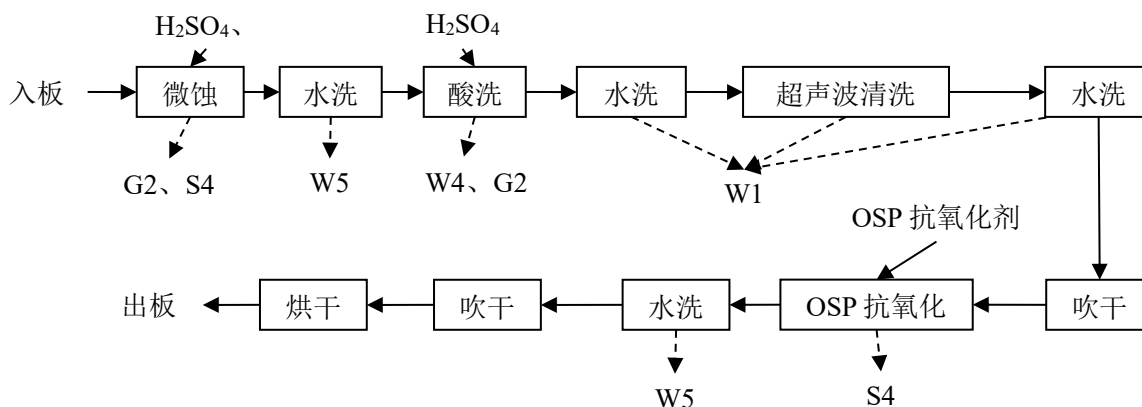 H₂SO₄、
H₂SO₄
入板
微蚀
水洗
酸洗
水洗
超声波清洗
水洗
G2、S4
W5
W4、G2
W1
OSP 抗氧化剂
出板
烘干
吹干
水洗
OSP 抗氧化
吹干
W5
S4